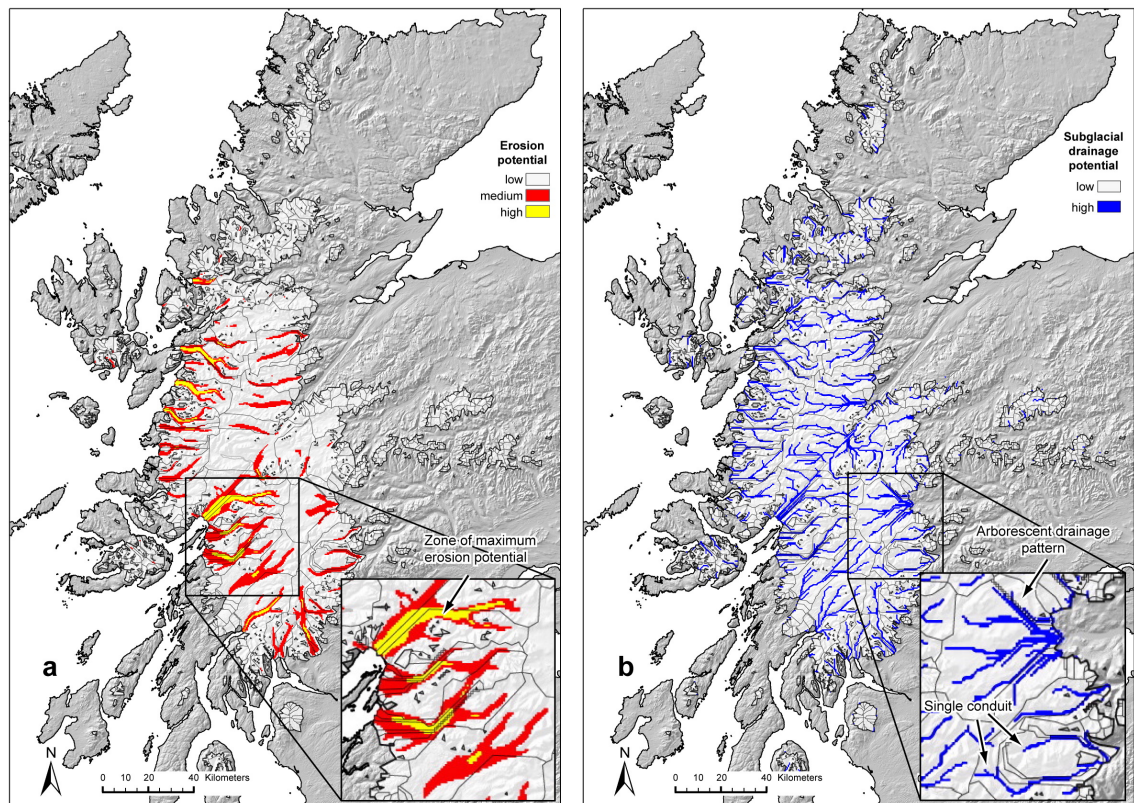 Erosion
potential
low
medium
high
Zone of maximum
erosion potential
a
N
0 10 20 40 Kilometers
Subglacial
drainage
potential
low
high
Arborescent drainage
pattern
Single conduit
b
N
0 10 20 40 Kilometers